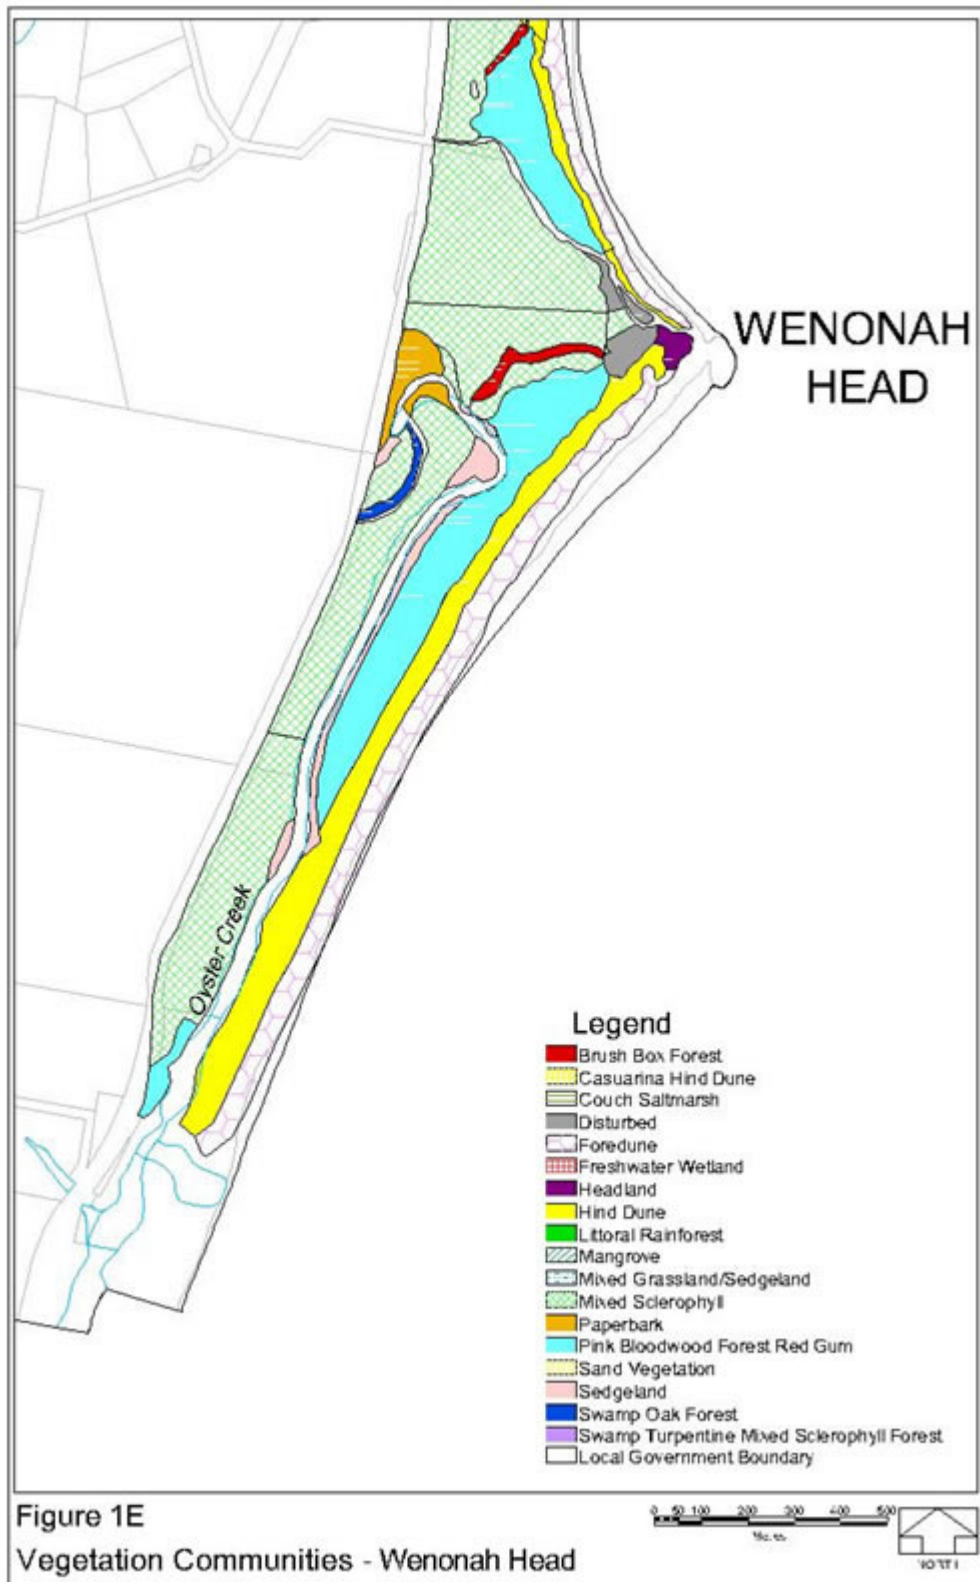 WENONAH
HEAD
Oyster Creek
Legend
Brush Box Forest
Casuarina Hind Dune
Couch Saltmarsh
Disturbed
Foredune
Freshwater Wetland
Headland
Hind Dune
Littoral Rainforest
Mangrove
Mixed Grassland/Sedgeland
Mixed Sclerophyll
Paperbark
Pink Bloodwood Forest Red Gum
Sand Vegetation
Sedgeland
Swamp Oak Forest
Swamp Turpentine Mixed Sclerophyll Forest
Local Government Boundary
Figure 1E
0 50 100 200 300 400 500
Vegetation Communities - Wenonah Head
NORTH